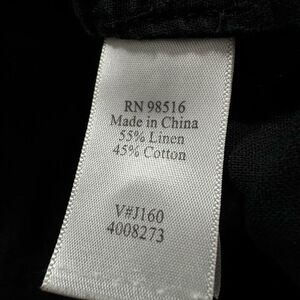 RN 98516
Made in China
55% Linen
45% Cotton
V#J160
4008273